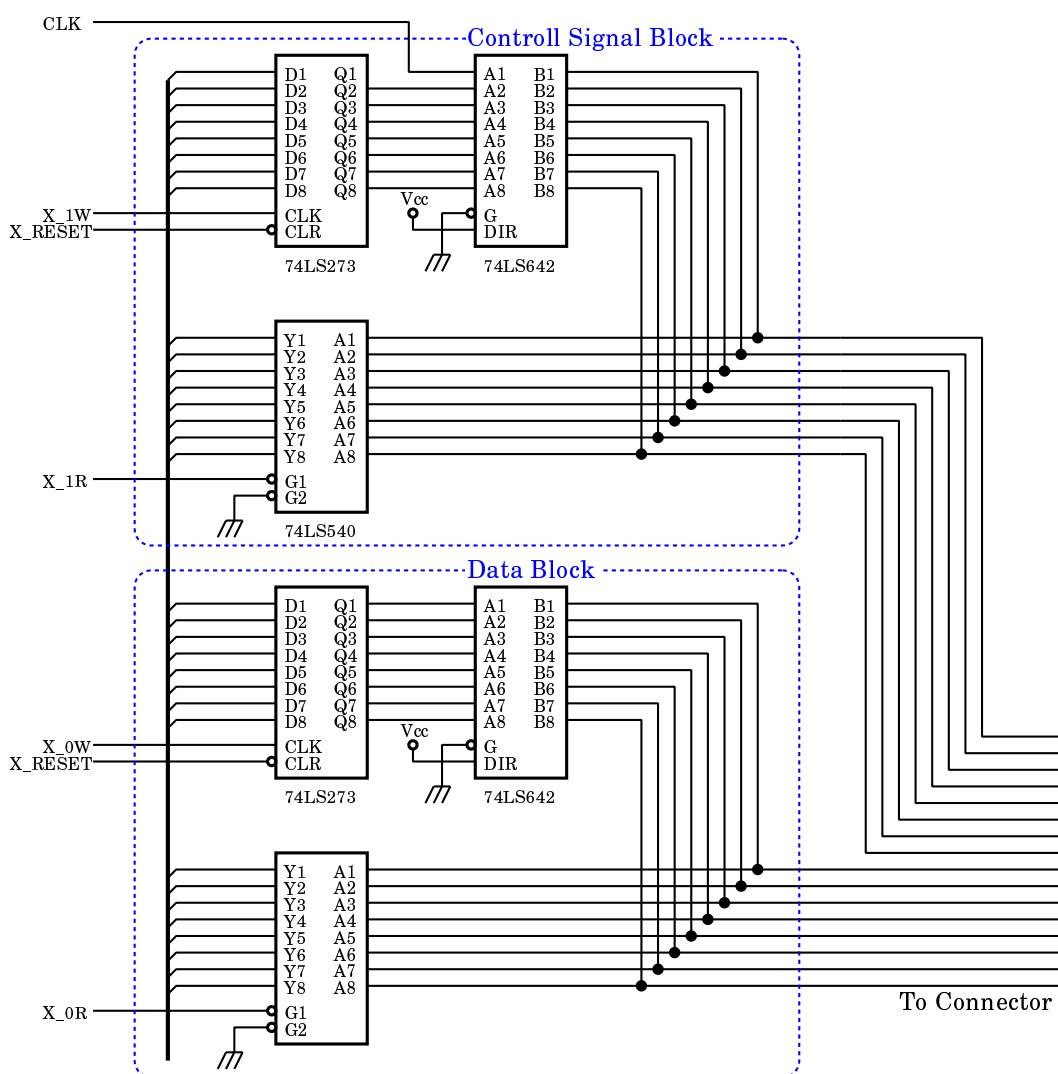 CLK
Controll Signal Block
D1 Q1 A1 B1
D2 Q2 A2 B2
D3 Q3 A3 B3
D4 Q4 A4 B4
D5 Q5 A5 B5
D6 Q6 A6 B6
D7 Q7 A7 B7
D8 Q8 Vcc A8 B8
X_1W CLK G
X_RESET CLR DIR
74LS273 74LS642
Y1 A1
Y2 A2
Y3 A3
Y4 A4
Y5 A5
Y6 A6
Y7 A7
Y8 A8
X_1R G1
G2
74LS540
Data Block
D1 Q1 A1 B1
D2 Q2 A2 B2
D3 Q3 A3 B3
D4 Q4 A4 B4
D5 Q5 A5 B5
D6 Q6 A6 B6
D7 Q7 A7 B7
D8 Q8 Vcc A8 B8
X_0W CLK G
X_RESET CLR DIR
74LS273 74LS642
Y1 A1
Y2 A2
Y3 A3
Y4 A4
Y5 A5
Y6 A6
Y7 A7
Y8 A8
To Connector
X_0R G1
G2